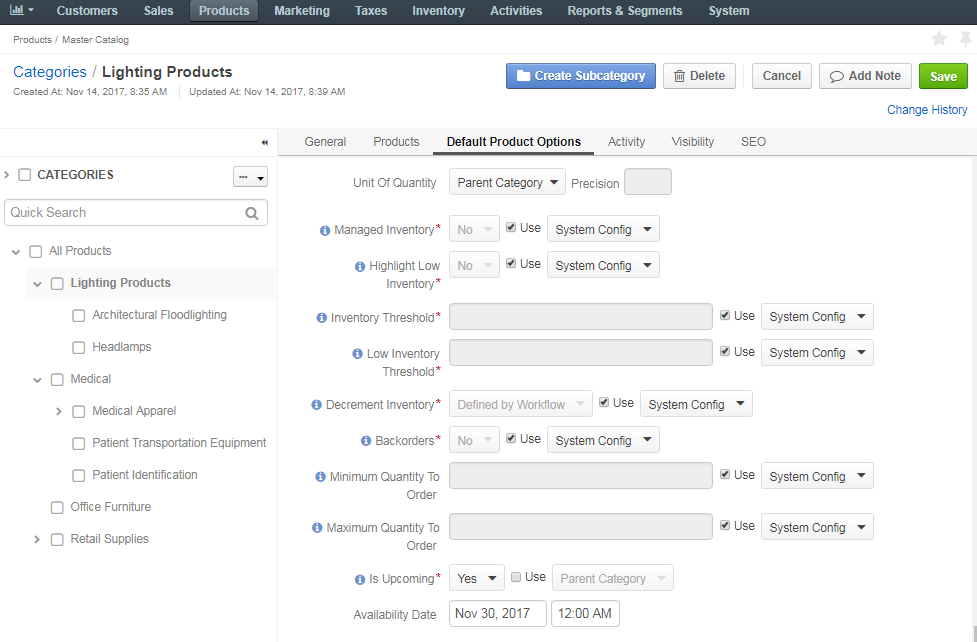 Customers Sales Products Marketing Taxes Inventory Activities Reports & Segments System
Products / Master Catalog
Categories / Lighting Products
Created At: Nov 14, 2017, 8:35 AM Updated At: Nov 14, 2017, 8:39 AM
Create Subcategory Delete Cancel Add Note Save
Change History
General Products Default Product Options Activity Visibility SEO
CATEGORIES
Quick Search
All Products
Lighting Products
Architectural Floodlighting
Headlamps
Medical
Medical Apparel
Patient Transportation Equipment
Patient Identification
Office Furniture
Retail Supplies
Unit Of Quantity Parent Category Precision
Managed Inventory* No Use System Config
Highlight Low
Inventory* No Use System Config
Inventory Threshold* Use System Config
Low Inventory
Threshold* Use System Config
Decrement Inventory* Defined by Workflow Use System Config
Backorders* No Use System Config
Minimum Quantity To
Order Use System Config
Maximum Quantity To
Order Use System Config
Is Upcoming* Yes Use Parent Category
Availability Date Nov 30, 2017 12:00 AM